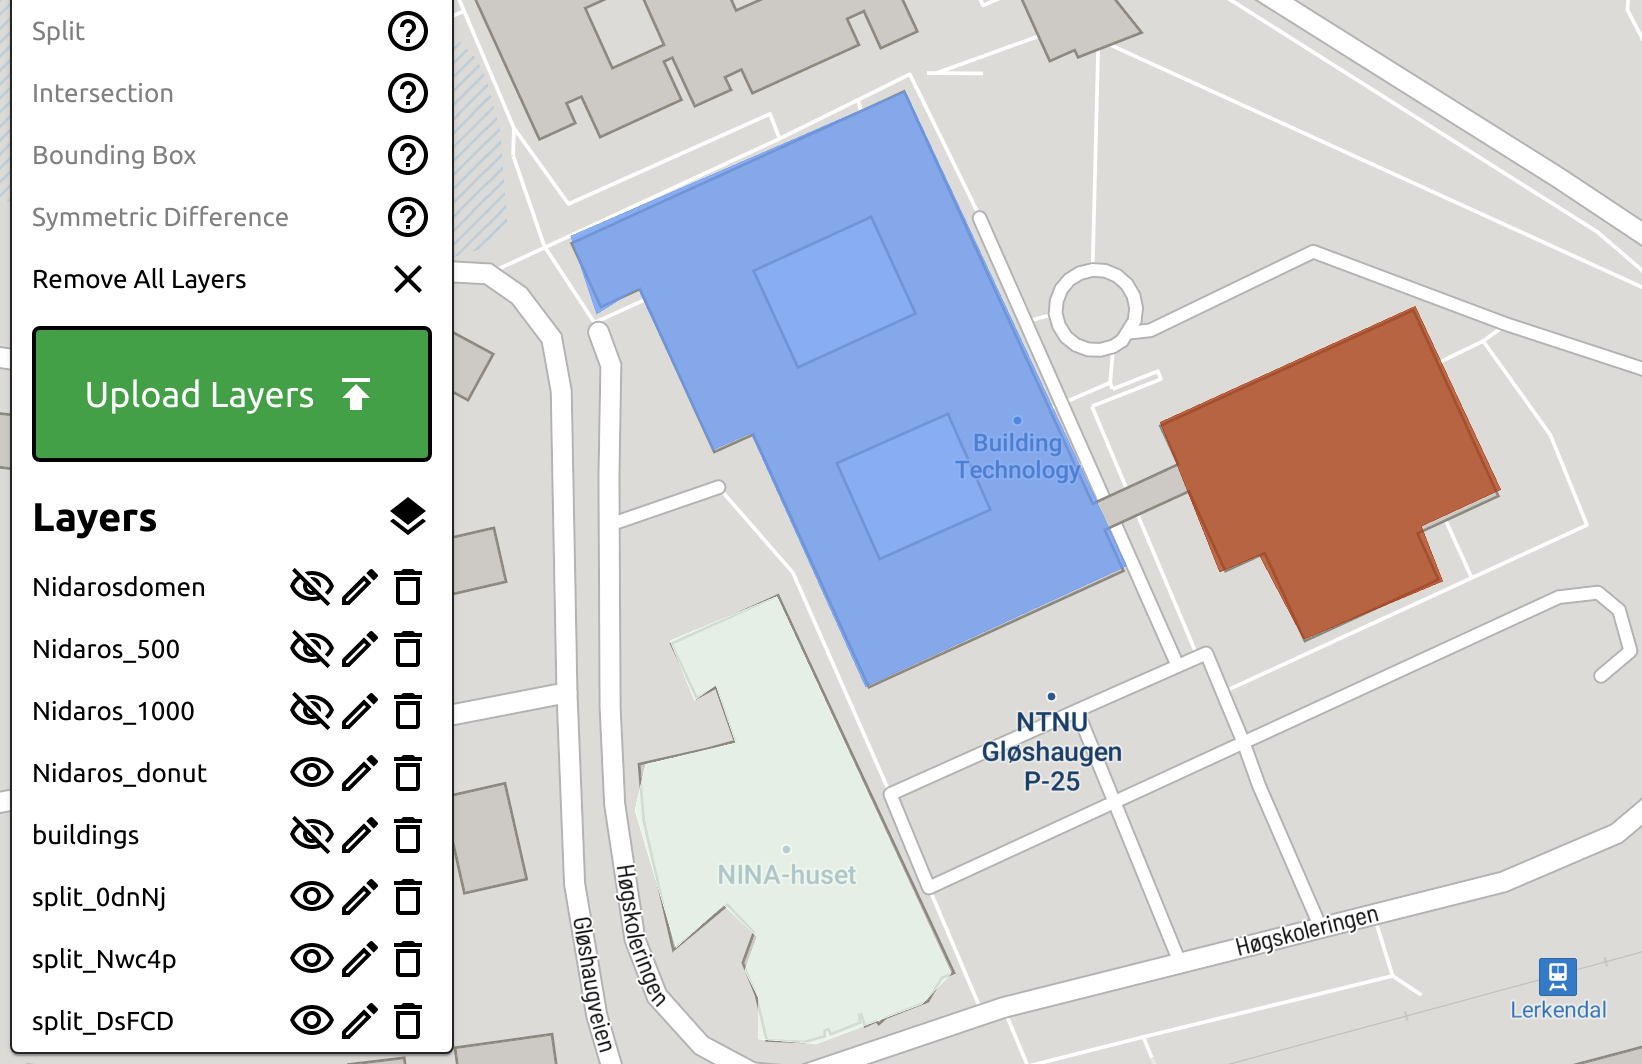 Split
Intersection
Bounding Box
Symmetric Difference
Remove All Layers
Upload Layers
Layers
Nidarosdomen
Nidaros_500
Nidaros_1000
Nidaros_donut
buildings
split_0dnNj
split_Nwc4p
split_DsFCD
Building
Technology
NTNU
Gløshaugen
P-25
NINA-huset
Høgskoleringen
Gløshaugveien
Høgskoleringen
Lerkendal